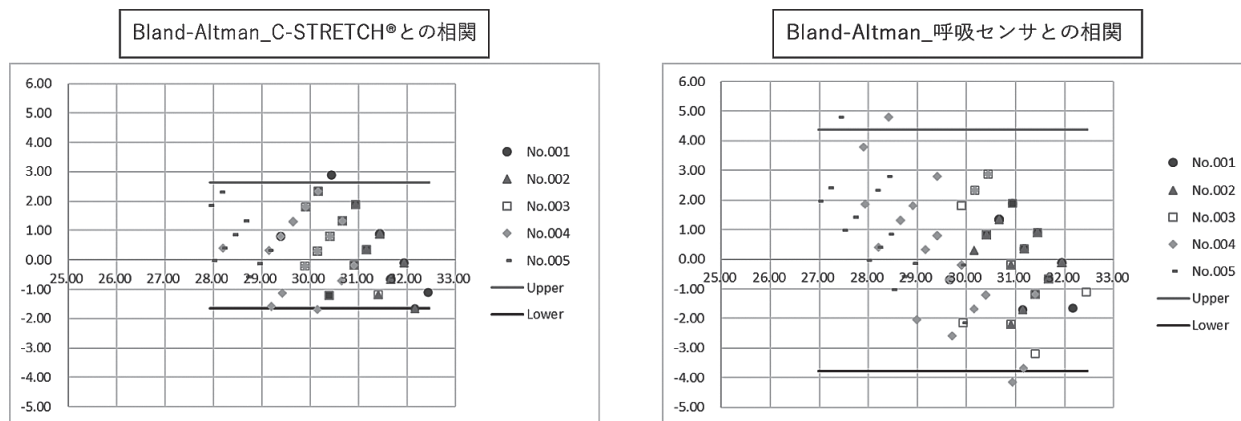 Bland-Altman_C-STRETCH®との相関
6.00
5.00
4.00
3.00
2.00
1.00
0.00
-1.00
-2.00
-3.00
-4.00
-5.00
25.00 26.00 27.00 28.00 29.00 30.00 31.00 32.00 33.00
No.001
No.002
No.003
No.004
No.005
Upper
Lower
Bland-Altman_呼吸センサとの相関
6.00
5.00
4.00
3.00
2.00
1.00
0.00
-1.00
-2.00
-3.00
-4.00
-5.00
25.00 26.00 27.00 28.00 29.00 30.00 31.00 32.00 33.00
No.001
No.002
No.003
No.004
No.005
Upper
Lower